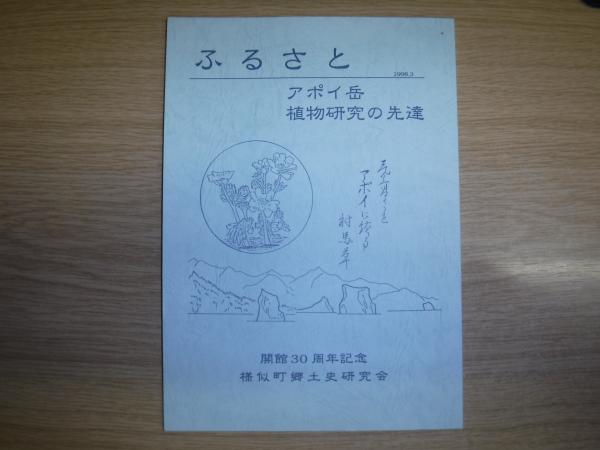 ふるさと
1998.3
アポイ岳
植物研究の先達
アポイに
開館30周年記念
様似町郷土史研究会